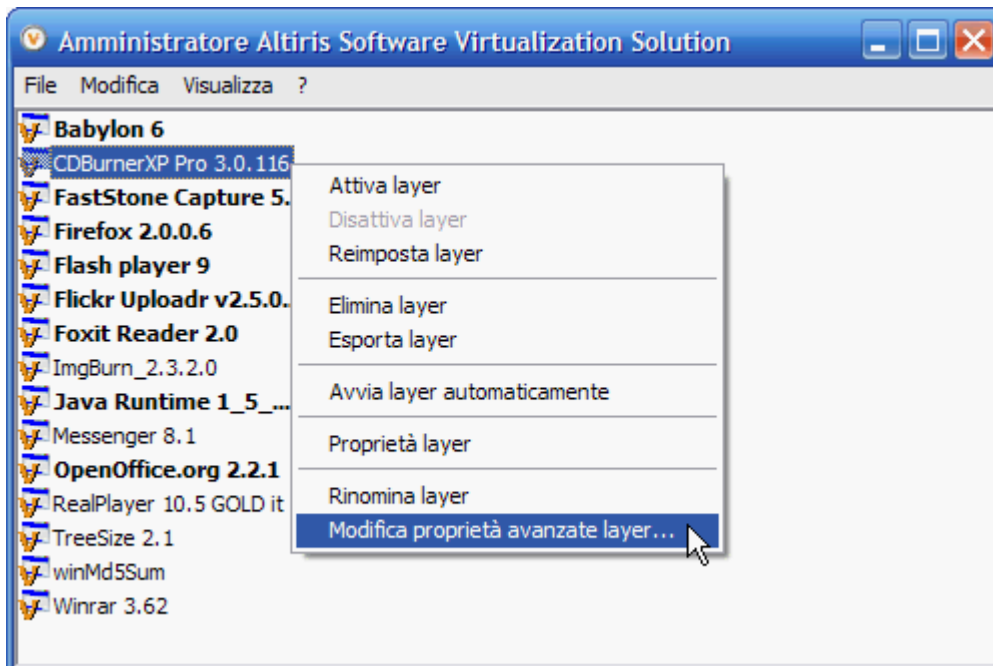 Amministratore Altiris Software Virtualization Solution
File Modifica Visualizza ?
Babylon 6
CDBurnerXP Pro 3.0.116
FastStone Capture 5.
Firefox 2.0.0.6
Flash player 9
Flickr Uploadr v2.5.0.
Foxit Reader 2.0
ImgBurn_2.3.2.0
Java Runtime 1_5_...
Messenger 8.1
OpenOffice.org 2.2.1
RealPlayer 10.5 GOLD it
TreeSize 2.1
winMd5Sum
Winrar 3.62
Attiva layer
Disattiva layer
Reimposta layer
Elimina layer
Esporta layer
Avvia layer automaticamente
Proprietà layer
Rinomina layer
Modifica proprietà avanzate layer...